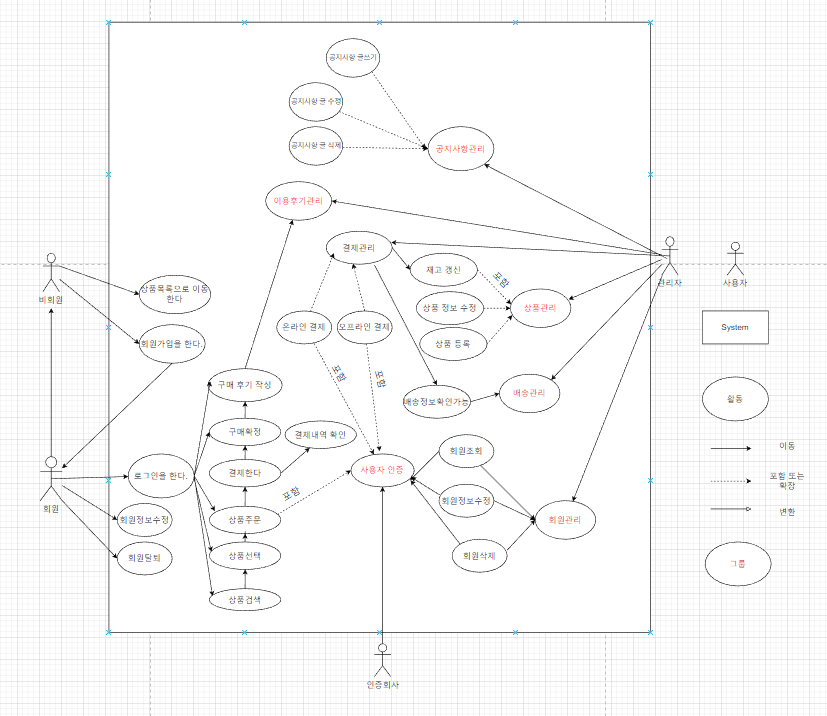 공지사항 글쓰기
공지사항 글 수정
공지사항 글 삭제
공지사항관리
이용후기관리
결제관리
재고 갱신
포함
상품 정보 수정
상품관리
상품 등록
온라인 결제
오프라인 결제
포함
포함
배송정보확인가능
배송관리
비회원
상품목록으로 이동
한다
회원가입을 한다.
구매 후기 작성
구매확정
결제내역 확인
결제한다
로그인을 한다.
회원
회원정보수정
회원탈퇴
상품주문
포함
상품선택
상품검색
사용자 인증
회원조회
회원정보수정
회원관리
회원삭제
인증회사
관리자
사용자
System
활동
이동
포함 또는
확장
변환
그룹